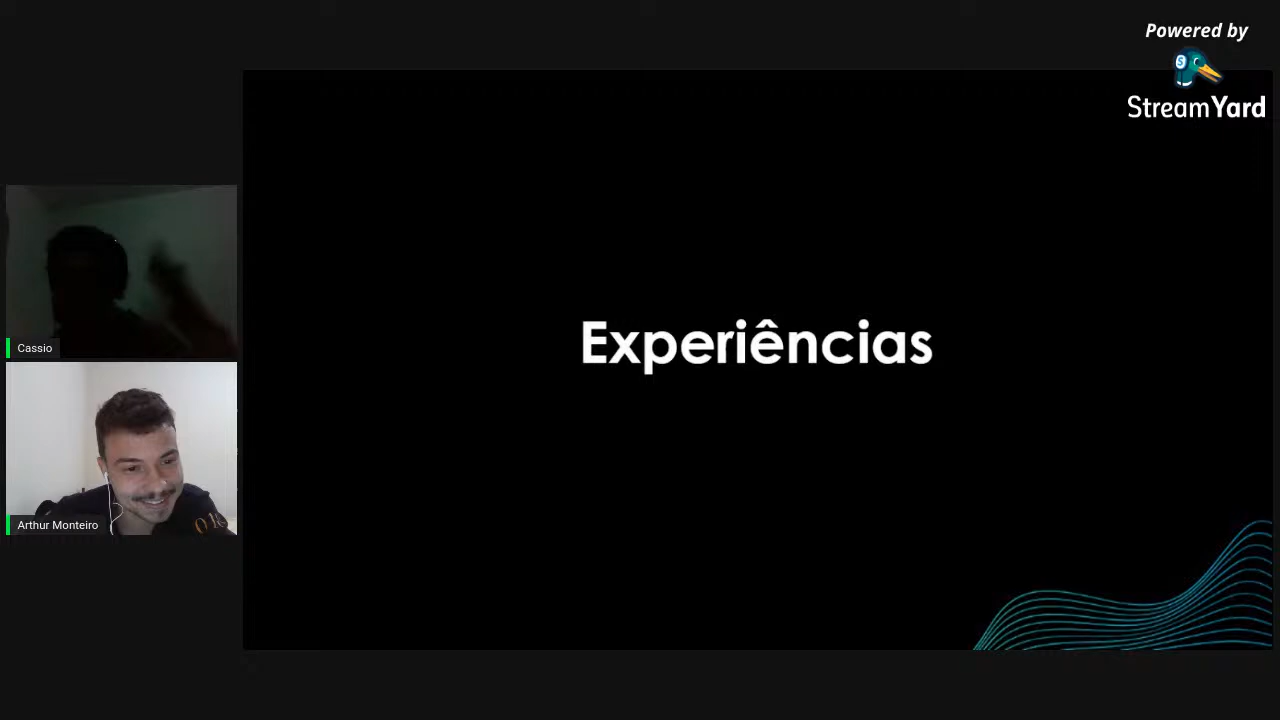 Powered by
StreamYard
Experiências
Cassio
Arthur Monteiro